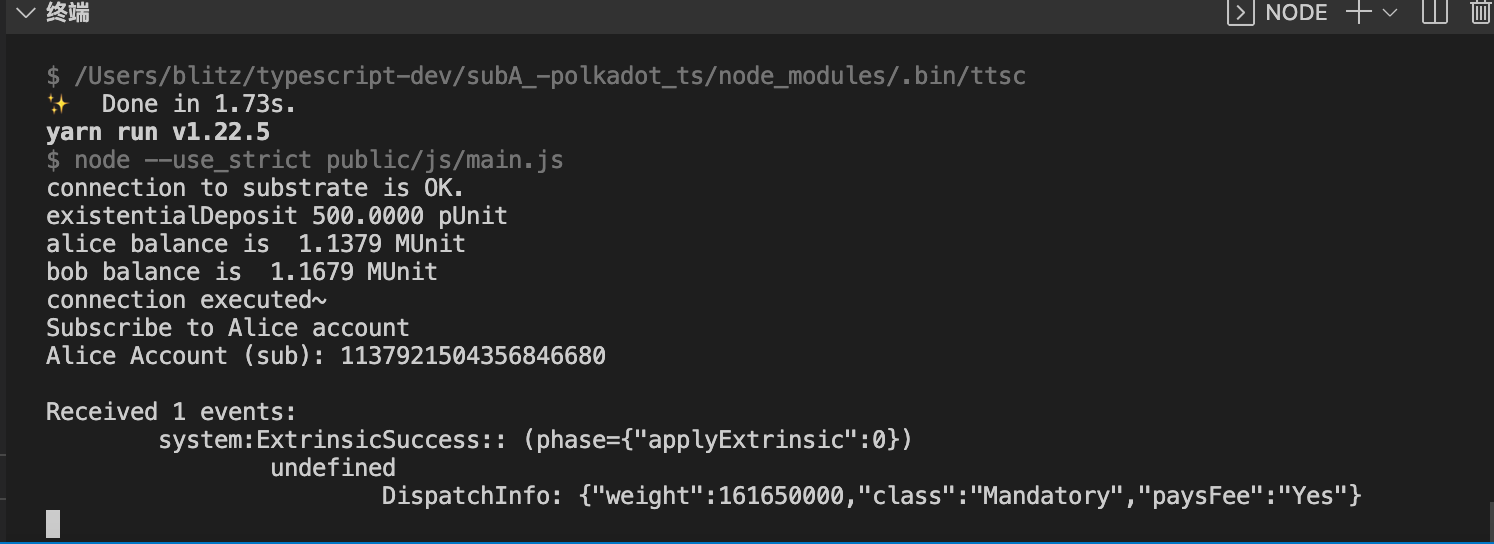 终端
NODE
$ /Users/blitz/typescript-dev/subA_-polkadot_ts/node_modules/.bin/ttsc
✨  Done in 1.73s.
yarn run v1.22.5
$ node --use_strict public/js/main.js
connection to substrate is OK.
existentialDeposit 500.0000 pUnit
alice balance is  1.1379 MUnit
bob balance is  1.1679 MUnit
connection executed~
Subscribe to Alice account
Alice Account (sub): 1137921504356846680
Received 1 events:
system:ExtrinsicSuccess:: (phase={"applyExtrinsic":0})
undefined
DispatchInfo: {"weight":161650000,"class":"Mandatory","paysFee":"Yes"}